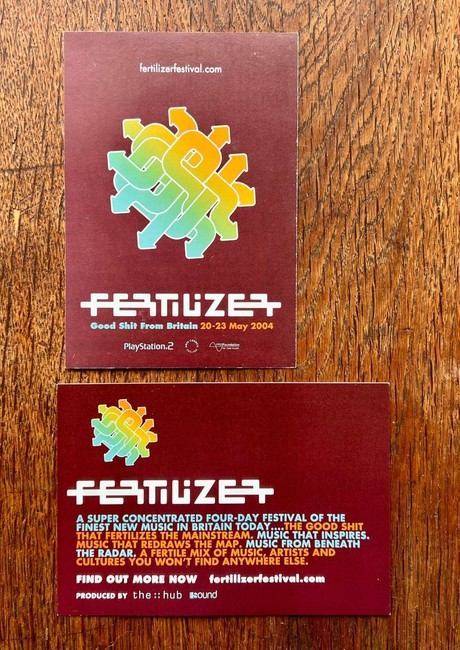 fertilizerfestival.com
FERTILIZER
Good Shit From Britain 20-23 May 2004
PlayStation.2
FERTILIZER
A SUPER CONCENTRATED FOUR-DAY FESTIVAL OF THE
FINEST NEW MUSIC IN BRITAIN TODAY....THE GOOD SHIT
THAT FERTILIZES THE MAINSTREAM. MUSIC THAT INSPIRES.
MUSIC THAT REDRAWS THE MAP. MUSIC FROM BENEATH
THE RADAR. A FERTILE MIX OF MUSIC, ARTISTS AND
CULTURES YOU WON'T FIND ANYWHERE ELSE.
FIND OUT MORE NOW fertilizerfestival.com
PRODUCED BY the::hub